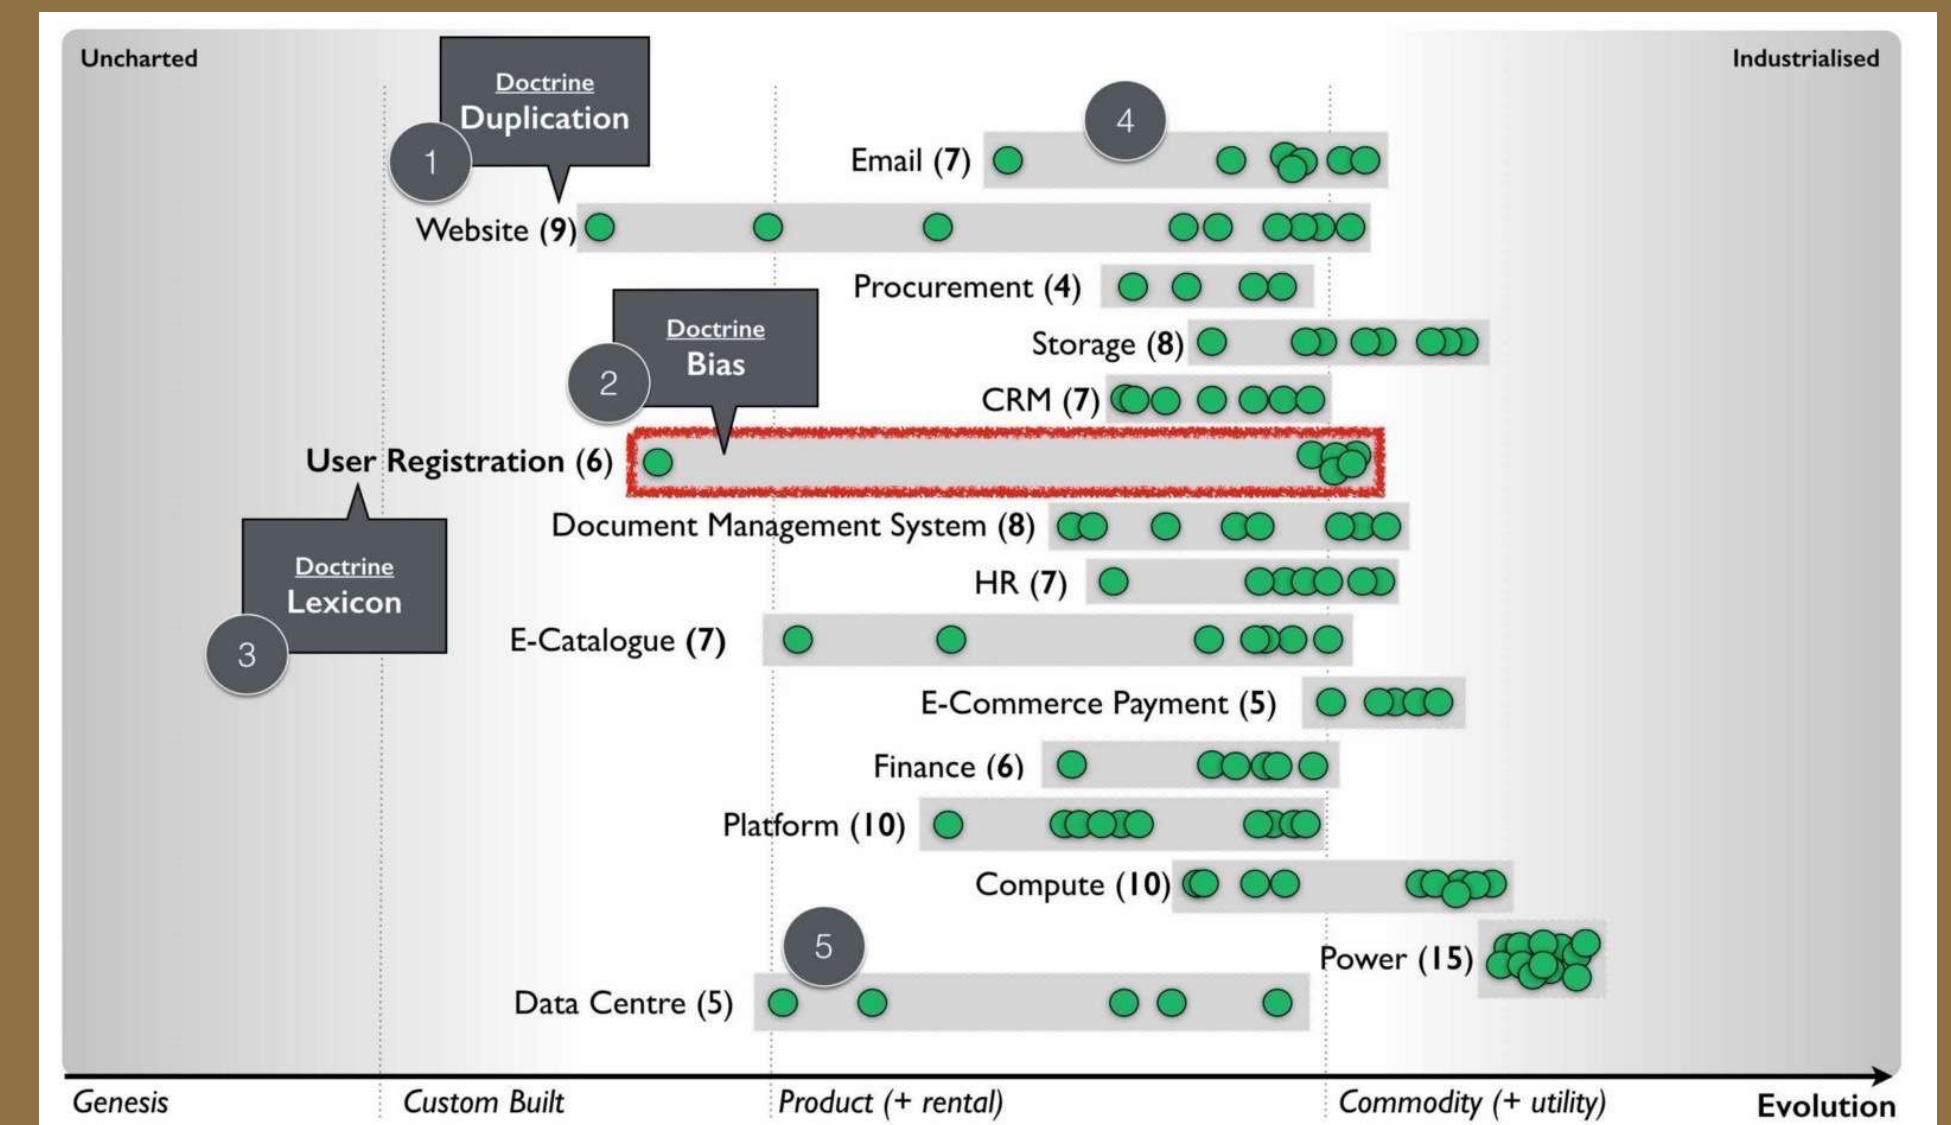 Uncharted
Industrialised
Doctrine
Duplication
1
4
Email (7)
Website (9)
Procurement (4)
Doctrine
Bias
2
Storage (8)
CRM (7)
User Registration (6)
Document Management System (8)
Doctrine
Lexicon
3
HR (7)
E-Catalogue (7)
E-Commerce Payment (5)
Finance (6)
Platform (10)
Compute (10)
5
Power (15)
Data Centre (5)
Genesis
Custom Built
Product (+ rental)
Commodity (+ utility)
Evolution